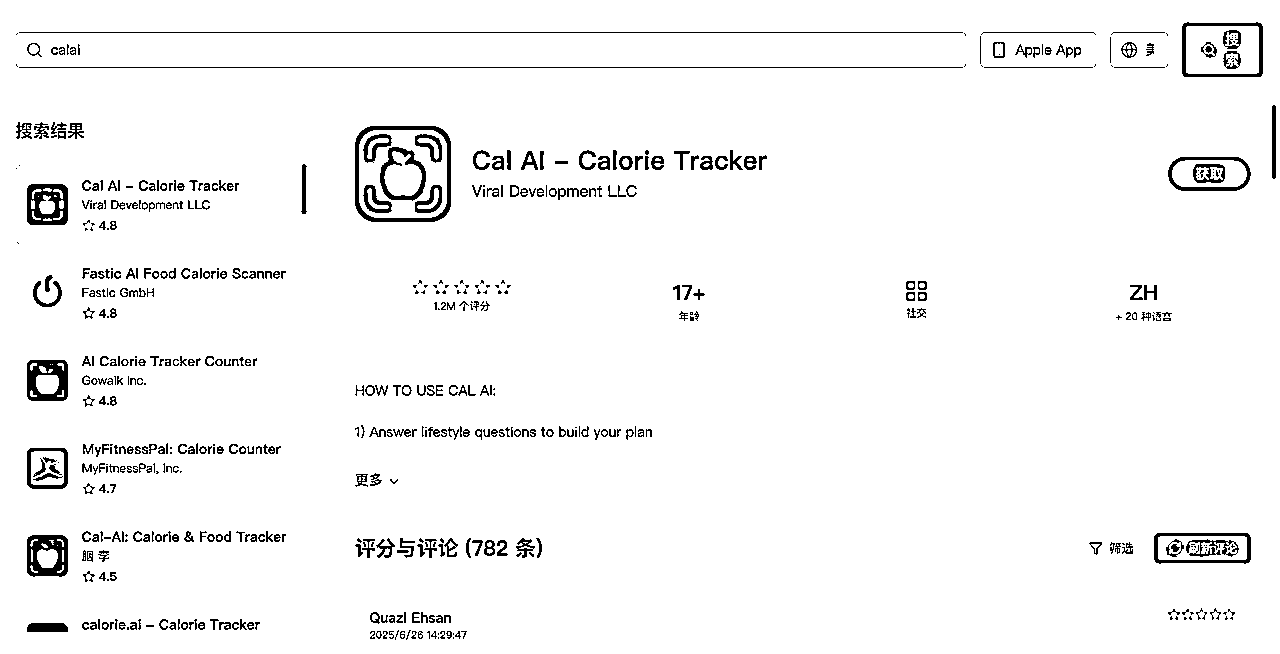 calai
Apple App
美
搜索
搜索结果
Cal AI - Calorie Tracker
Viral Development LLC
4.8
Fastic AI Food Calorie Scanner
Fastic GmbH
4.8
AI Calorie Tracker Counter
Gowalk Inc.
4.8
MyFitnessPal: Calorie Counter
MyFitnessPal, Inc.
4.7
Cal-AI: Calorie & Food Tracker
胭 李
4.5
calorie.ai - Calorie Tracker
Cal AI - Calorie Tracker
Viral Development LLC
获取
1.2M 个评分
17+
年龄
社交
ZH
+ 20 种语言
HOW TO USE CAL AI:
1) Answer lifestyle questions to build your plan
更多
评分与评论 (782 条)
筛选
刷新评论
Quazi Ehsan
2025/6/26 14:29:47